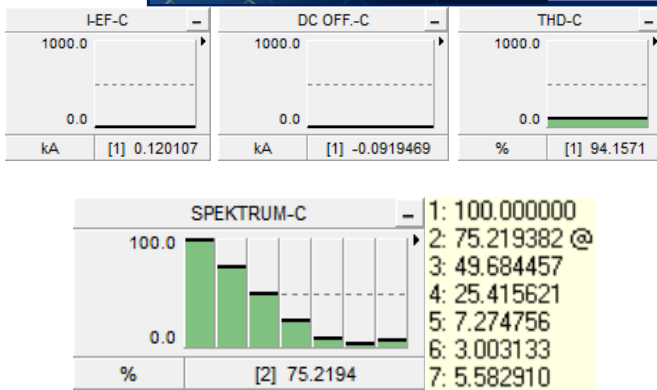 I-EF-C
1000.0
0.0
kA [1] 0.120107
DC OFF.-C
1000.0
0.0
kA [1] -0.0919469
THD-C
1000.0
0.0
% [1] 94.1571
SPEKTRUM-C
100.0
0.0
% [2] 75.2194
1: 100.000000
2: 75.219382 @
3: 49.684457
4: 25.415621
5: 7.274756
6: 3.003133
7: 5.582910